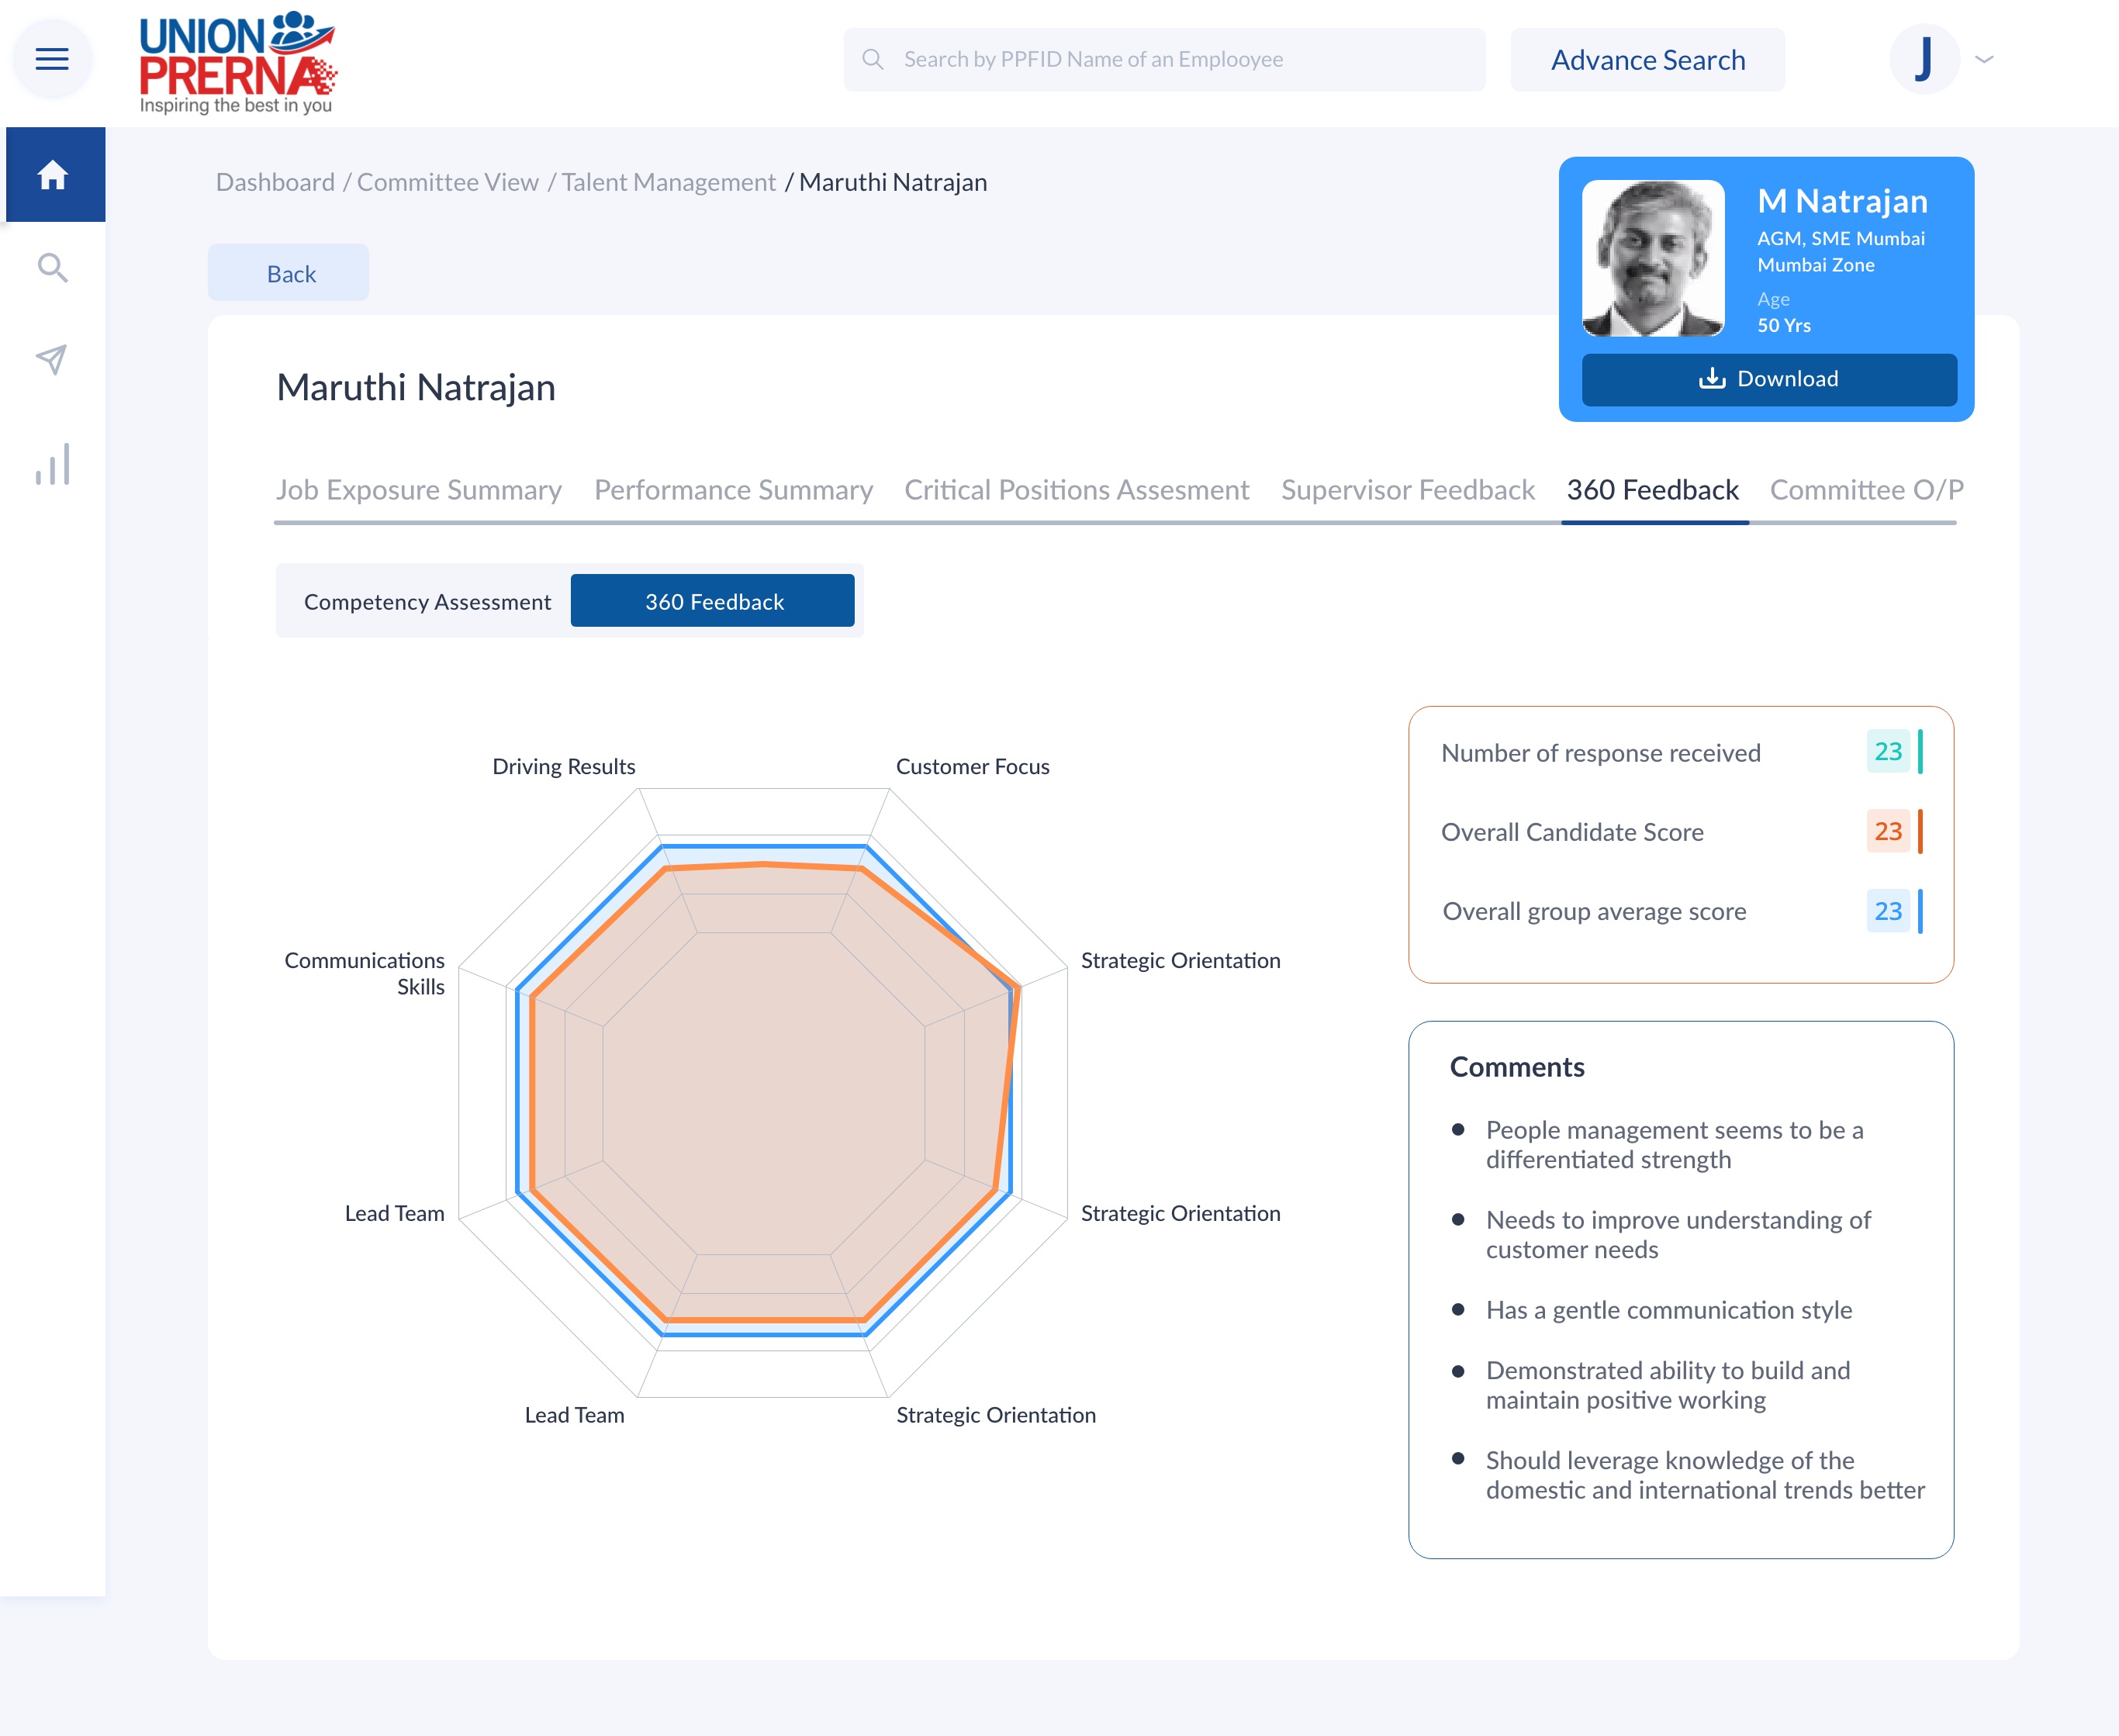 UNION
PRERNA
Inspiring the best in you
Search by PPFID Name of an Emplooyee
Advance Search
J
Dashboard / Committee View / Talent Management / Maruthi Natrajan
Back
M Natrajan
AGM, SME Mumbai
Mumbai Zone
Age
50 Yrs
Download
Maruthi Natrajan
Job Exposure Summary
Performance Summary
Critical Positions Assesment
Supervisor Feedback
360 Feedback
Committee O/P
Competency Assessment
360 Feedback
Driving Results
Customer Focus
Communications
Skills
Strategic Orientation
Lead Team
Strategic Orientation
Lead Team
Strategic Orientation
Number of response received 23
Overall Candidate Score 23
Overall group average score 23
Comments
People management seems to be a
differentiated strength
Needs to improve understanding of
customer needs
Has a gentle communication style
Demonstrated ability to build and
maintain positive working
Should leverage knowledge of the
domestic and international trends better